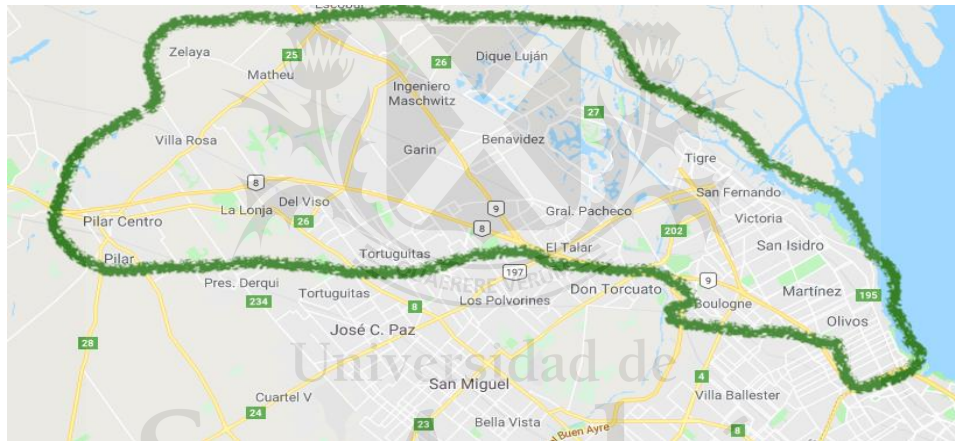 Escobar
Zelaya
25
26
Dique Luján
Matheu
Ingeniero
Maschwitz
27
Villa Rosa
Garin
Benavidez
Tigre
8
San Fernando
La Lonja
Del Viso
9
Gral. Pacheco
Victoria
Pilar Centro
26
8
202
San Isidro
El Talar
Tortuguitas
Pilar
197
9
Pres. Derqui
Don Torcuato
Martínez
195
Tortuguitas
234
Los Polvorines
Boulogne
8
Olivos
José C. Paz
28
Universidad de
San Miguel
4
Cuartel V
Villa Ballester
24
23
Bella Vista
8
Buen Ayre